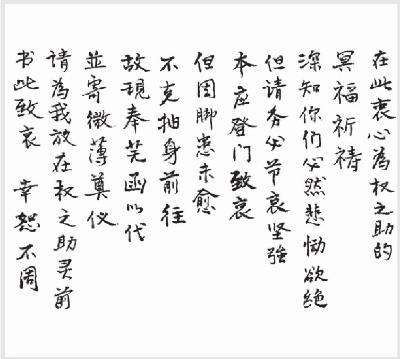 在此衷心为权之助的
冥福祈祷
深知你们必然悲恸欲绝
但请务必节哀坚强
本应登门致哀
但因脚患未愈
不克抽身前往
故现奉芜函以代
並寄微薄奠仪
请为我放在权之助灵前
书此致哀 幸恕不周